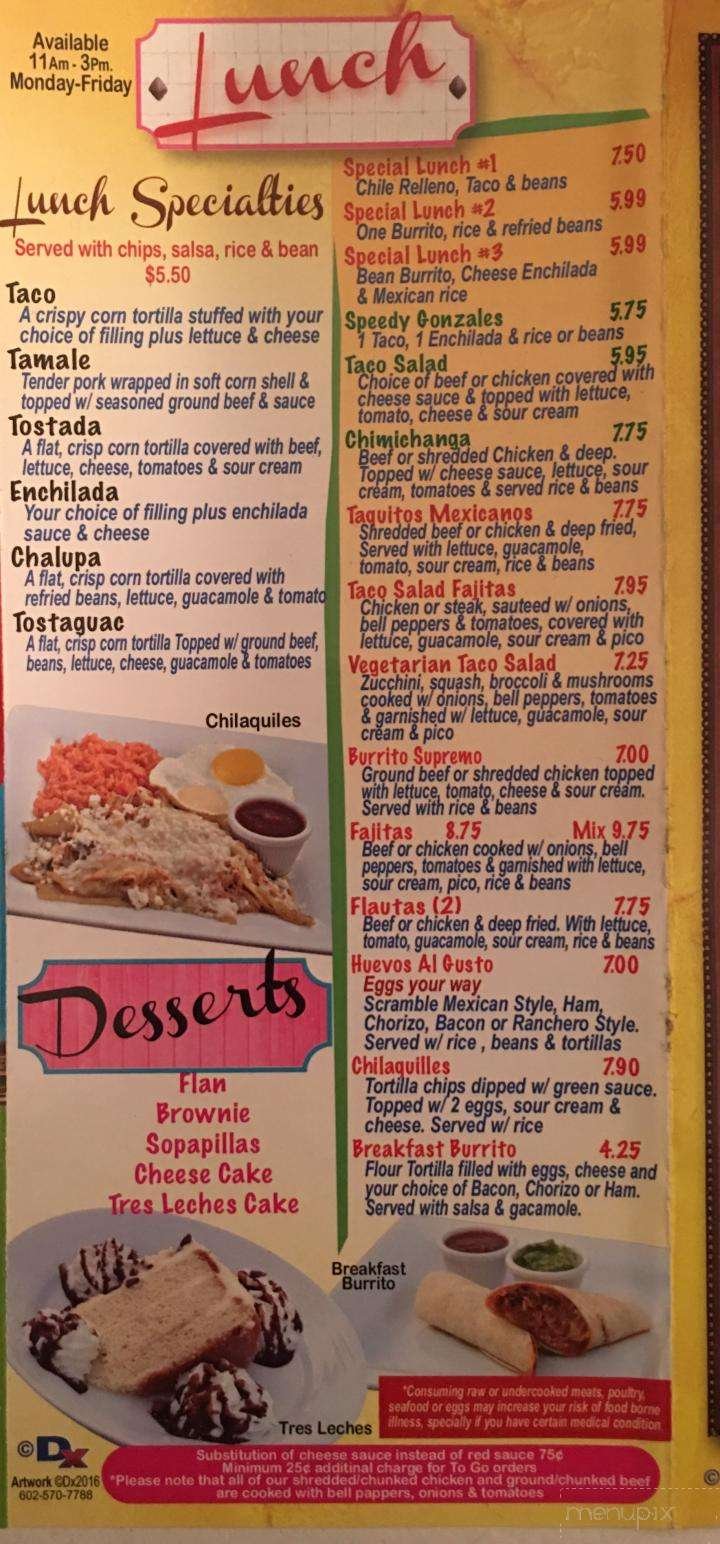 Available
11Am - 3Pm.
Monday-Friday
Lunch
Lunch Specialties
Served with chips, salsa, rice & bean
$5.50
Taco
A crispy corn tortilla stuffed with your
choice of filling plus lettuce & cheese
Tamale
Tender pork wrapped in soft corn shell &
topped w/ seasoned ground beef & sauce
Tostada
A flat, crisp corn tortilla covered with beef,
lettuce, cheese, tomatoes & sour cream
Enchilada
Your choice of filling plus enchilada
sauce & cheese
Chalupa
A flat, crisp corn tortilla covered with
refried beans, lettuce, guacamole & tomato
Tostaguac
A flat, crisp corn tortilla Topped w/ ground beef,
beans, lettuce, cheese, guacamole & tomatoes
Chilaquiles
Desserts
Flan
Brownie
Sopapillas
Cheese Cake
Tres Leches Cake
Tres Leches
Special Lunch #1 7.50
Chile Relleno, Taco & beans
Special Lunch #2 5.99
One Burrito, rice & refried beans
Special Lunch #3 5.99
Bean Burrito, Cheese Enchilada
& Mexican rice
Speedy Gonzales 5.75
1 Taco, 1 Enchilada & rice or beans
Taco Salad 5.95
Choice of beef or chicken covered with
cheese sauce & topped with lettuce,
tomato, cheese & sour cream
Chimichanga 7.75
Beef or shredded Chicken & deep.
Topped w/ cheese sauce, lettuce, sour
cream, tomatoes & served rice & beans
Taquitos Mexicanos 7.75
Shredded beef or chicken & deep fried,
Served with lettuce, guacamole,
tomato, sour cream, rice & beans
Taco Salad Fajitas 7.95
Chicken or steak, sauteed w/ onions,
bell peppers & tomatoes, covered with
lettuce, guacamole, sour cream & pico
Vegetarian Taco Salad 7.25
Zucchini, squash, broccoli & mushrooms
cooked w/ onions, bell peppers, tomatoes
& garnished w/ lettuce, guacamole, sour
cream & pico
Burrito Supremo 7.00
Ground beef or shredded chicken topped
with lettuce, tomato, cheese & sour cream.
Served with rice & beans
Fajitas 8.75 Mix 9.75
Beef or chicken cooked w/ onions, bell
peppers, tomatoes & garnished with lettuce,
sour cream, pico, rice & beans
Flautas (2) 7.75
Beef or chicken & deep fried. With lettuce,
tomato, guacamole, sour cream, rice & beans
Huevos Al Gusto 7.00
Eggs your way
Scramble Mexican Style, Ham,
Chorizo, Bacon or Ranchero Style.
Served w/ rice , beans & tortillas
Chilaquilles 7.90
Tortilla chips dipped w/ green sauce.
Topped w/ 2 eggs, sour cream &
cheese. Served w/ rice
Breakfast Burrito 4.25
Flour Tortilla filled with eggs, cheese and
your choice of Bacon, Chorizo or Ham.
Served with salsa & gacamole.
Breakfast
Burrito
*Consuming raw or undercooked meats, poultry,
seafood or eggs may increase your risk of food borne
illness, specially if you have certain medical condition
© Dx
Artwork ©Dx2016
602-570-7788
Substitution of cheese sauce instead of red sauce 75¢
Minimum 25¢ additinal charge for To Go orders
*Please note that all of our shredded/chunked chicken and ground/chunked beef
are cooked with bell pappers, onions & tomatoes
©
menupix